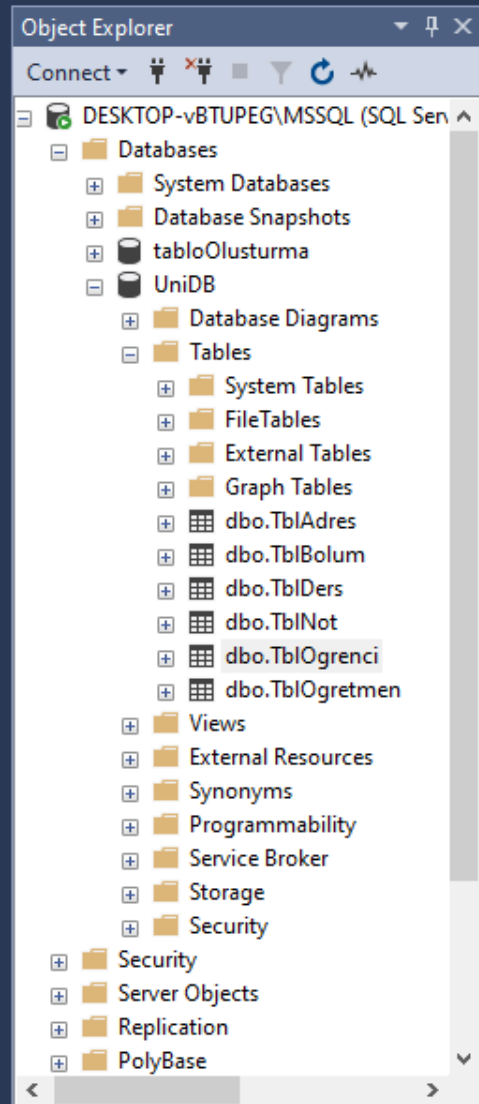 Object Explorer
Connect
DESKTOP-vBTUPEG\MSSQL (SQL Serv
Databases
System Databases
Database Snapshots
tabloOlusturma
UniDB
Database Diagrams
Tables
System Tables
FileTables
External Tables
Graph Tables
dbo.TblAdres
dbo.TblBolum
dbo.TblDers
dbo.TblNot
dbo.TblOgrenci
dbo.TblOgretmen
Views
External Resources
Synonyms
Programmability
Service Broker
Storage
Security
Security
Server Objects
Replication
PolyBase